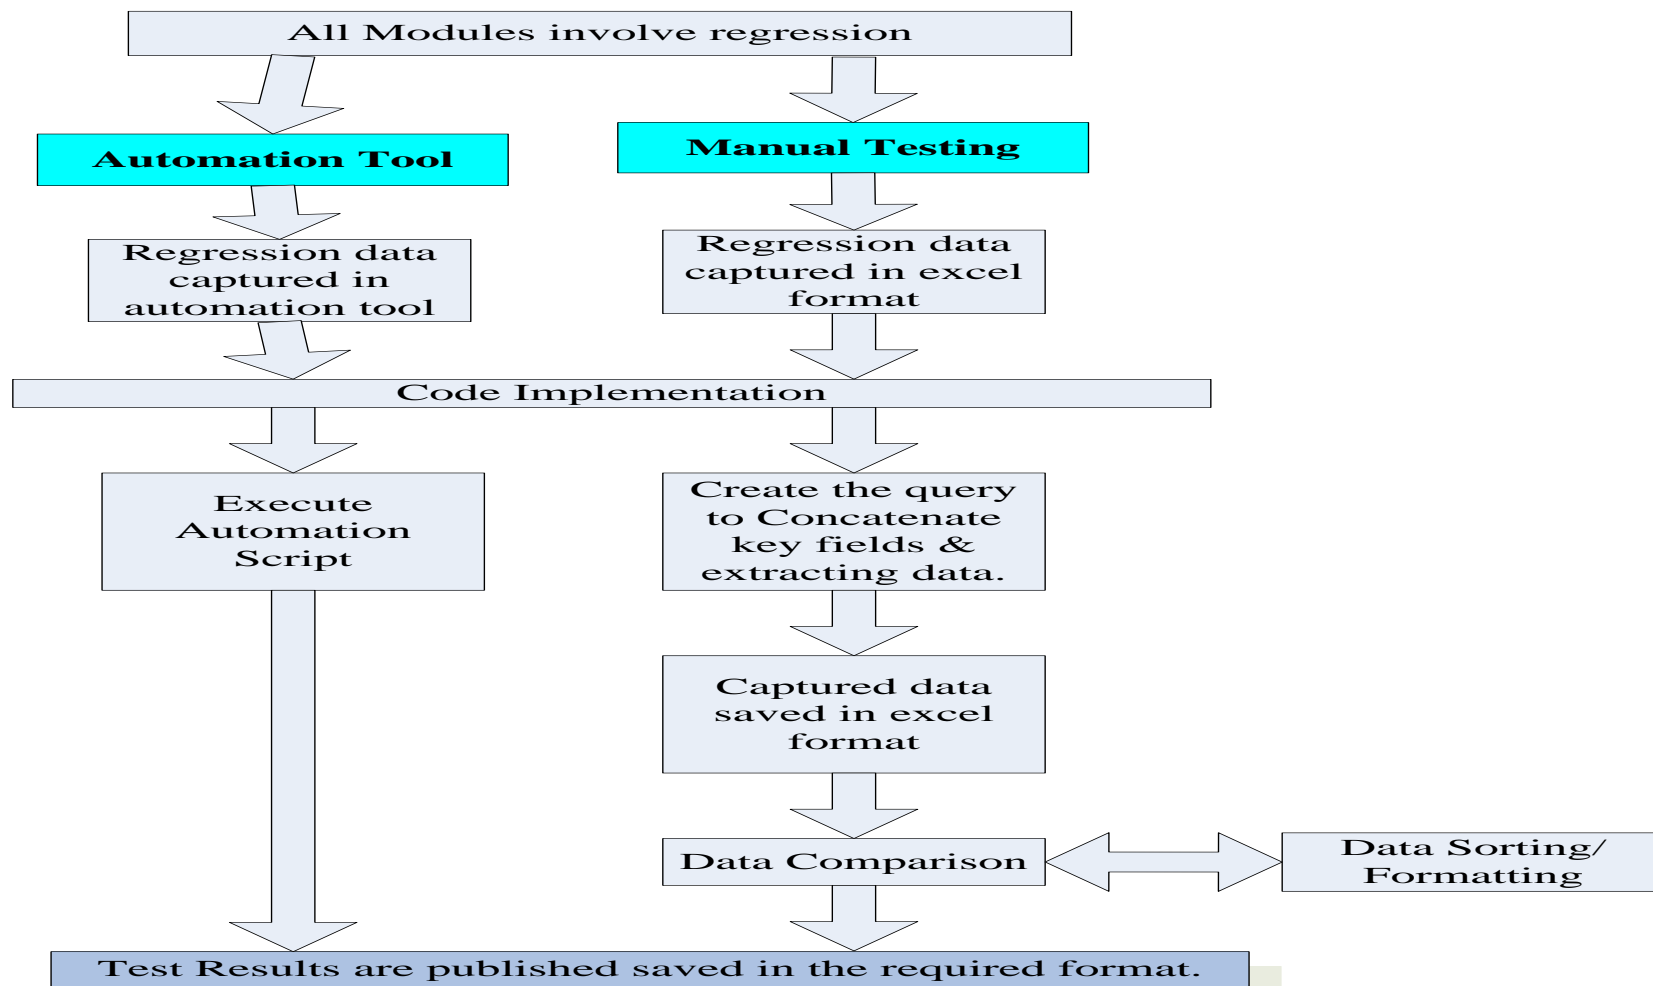 All Modules involve regression
Automation Tool
Manual Testing
Regression data
captured in
automation tool
Regression data
captured in excel
format
Code Implementation
Execute
Automation
Script
Create the query
to Concatenate
key fields &
extracting data.
Captured data
saved in excel
format
Data Comparison
Data Sorting/
Formatting
Test Results are published saved in the required format.